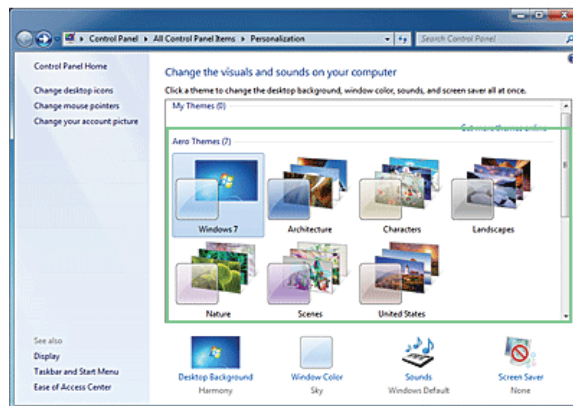 Control Panel ▸ All Control Panel Items ▸ Personalization
Search Control Panel
Control Panel Home
Change desktop icons
Change mouse pointers
Change your account picture
Change the visuals and sounds on your computer
Click a theme to change the desktop background, window color, sounds, and screen saver all at once.
My Themes (0)
Get more themes online
Aero Themes (7)
Windows 7
Architecture
Characters
Landscapes
Nature
Scenes
United States
See also
Display
Taskbar and Start Menu
Ease of Access Center
Desktop Background
Harmony
Window Color
Sky
Sounds
Windows Default
Screen Saver
None